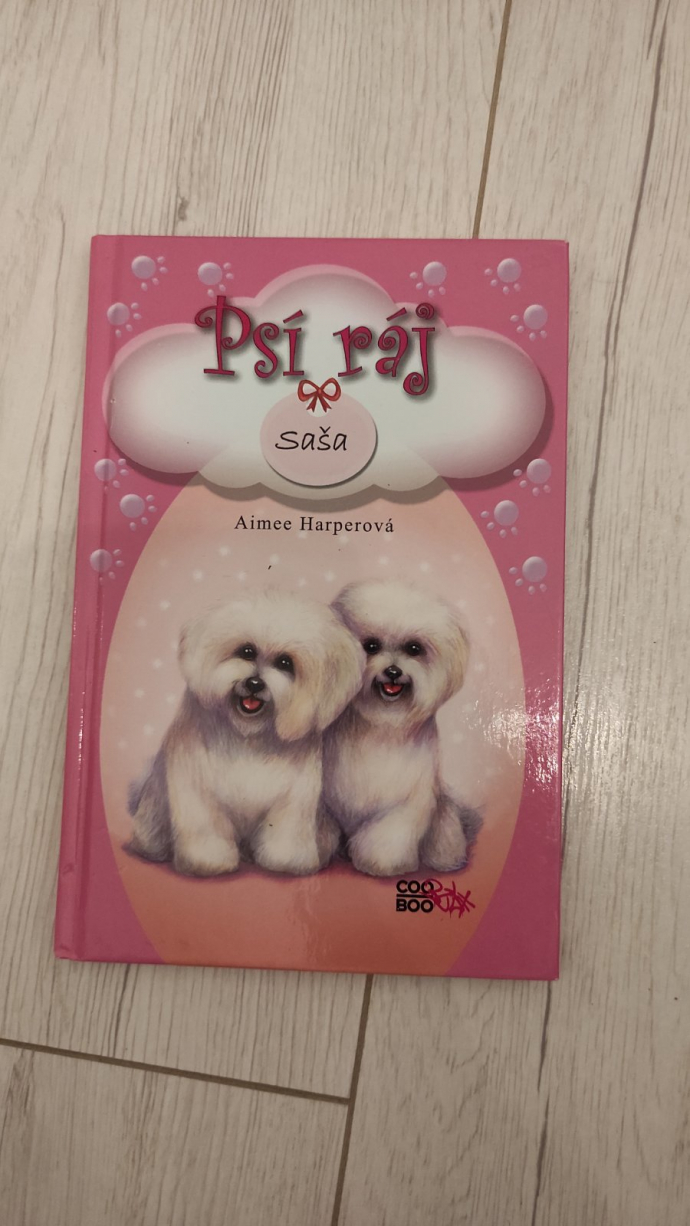 Psí ráj
saša
Aimee Harperová
COO
BOO